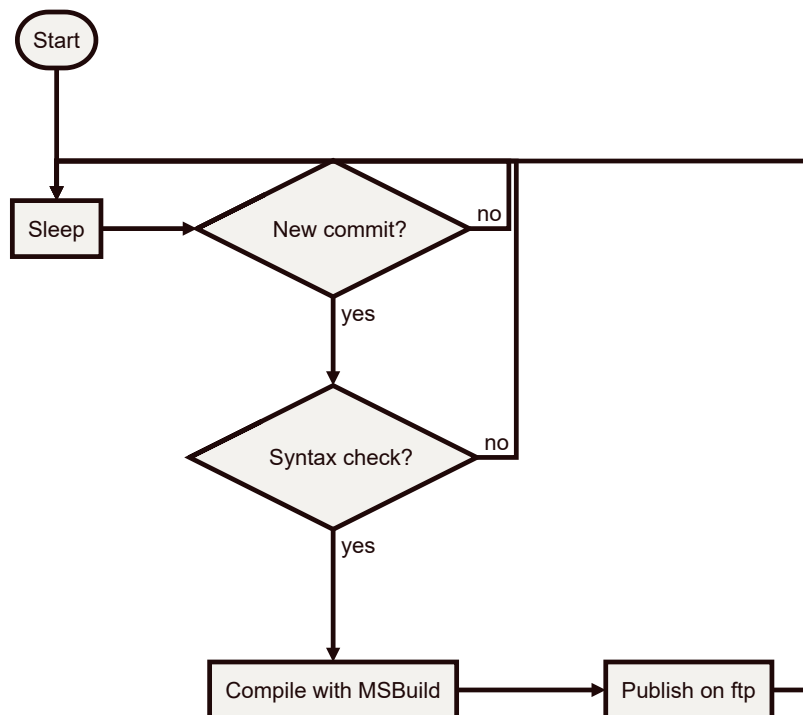 Start
Sleep
New commit?
no
yes
Syntax check?
no
yes
Compile with MSBuild
Publish on ftp